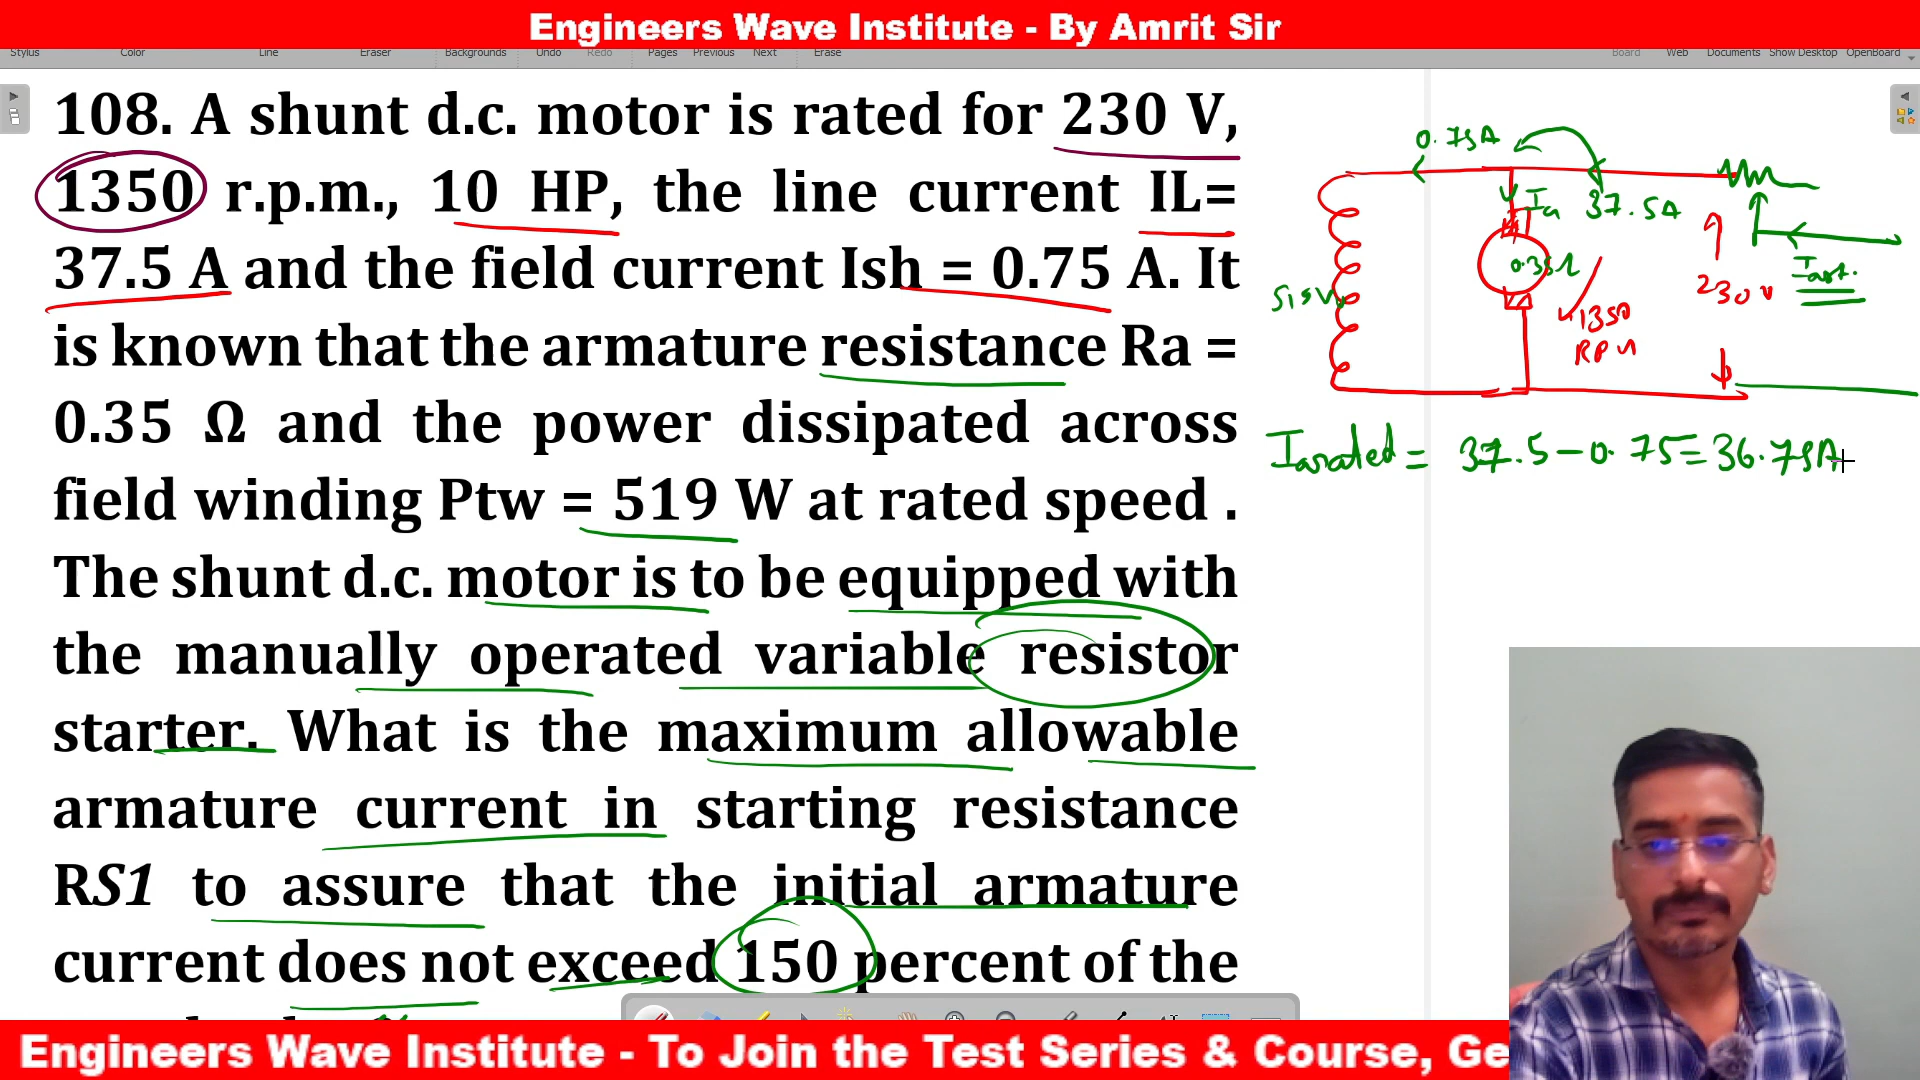 Engineers Wave Institute - By Amrit Sir
Stylus Color Line Eraser Backgrounds Undo Redo Pages Previous Next Erase Board Web Documents Show Desktop OpenBoard
108. A shunt d.c. motor is rated for 230 V,
1350 r.p.m., 10 HP, the line current IL=
37.5 A and the field current Ish = 0.75 A. It
is known that the armature resistance Ra =
0.35 Ω and the power dissipated across
field winding Ptw = 519 W at rated speed .
The shunt d.c. motor is to be equipped with
the manually operated variable resistor
starter. What is the maximum allowable
armature current in starting resistance
RS1 to assure that the initial armature
current does not exceed 150 percent of the
0.75A
Ia 37.5A
0.35Ω
230 V
1350
RPM
Ia rated = 37.5 - 0.75 = 36.75A
Engineers Wave Institute - To Join the Test Series & Course, Ge